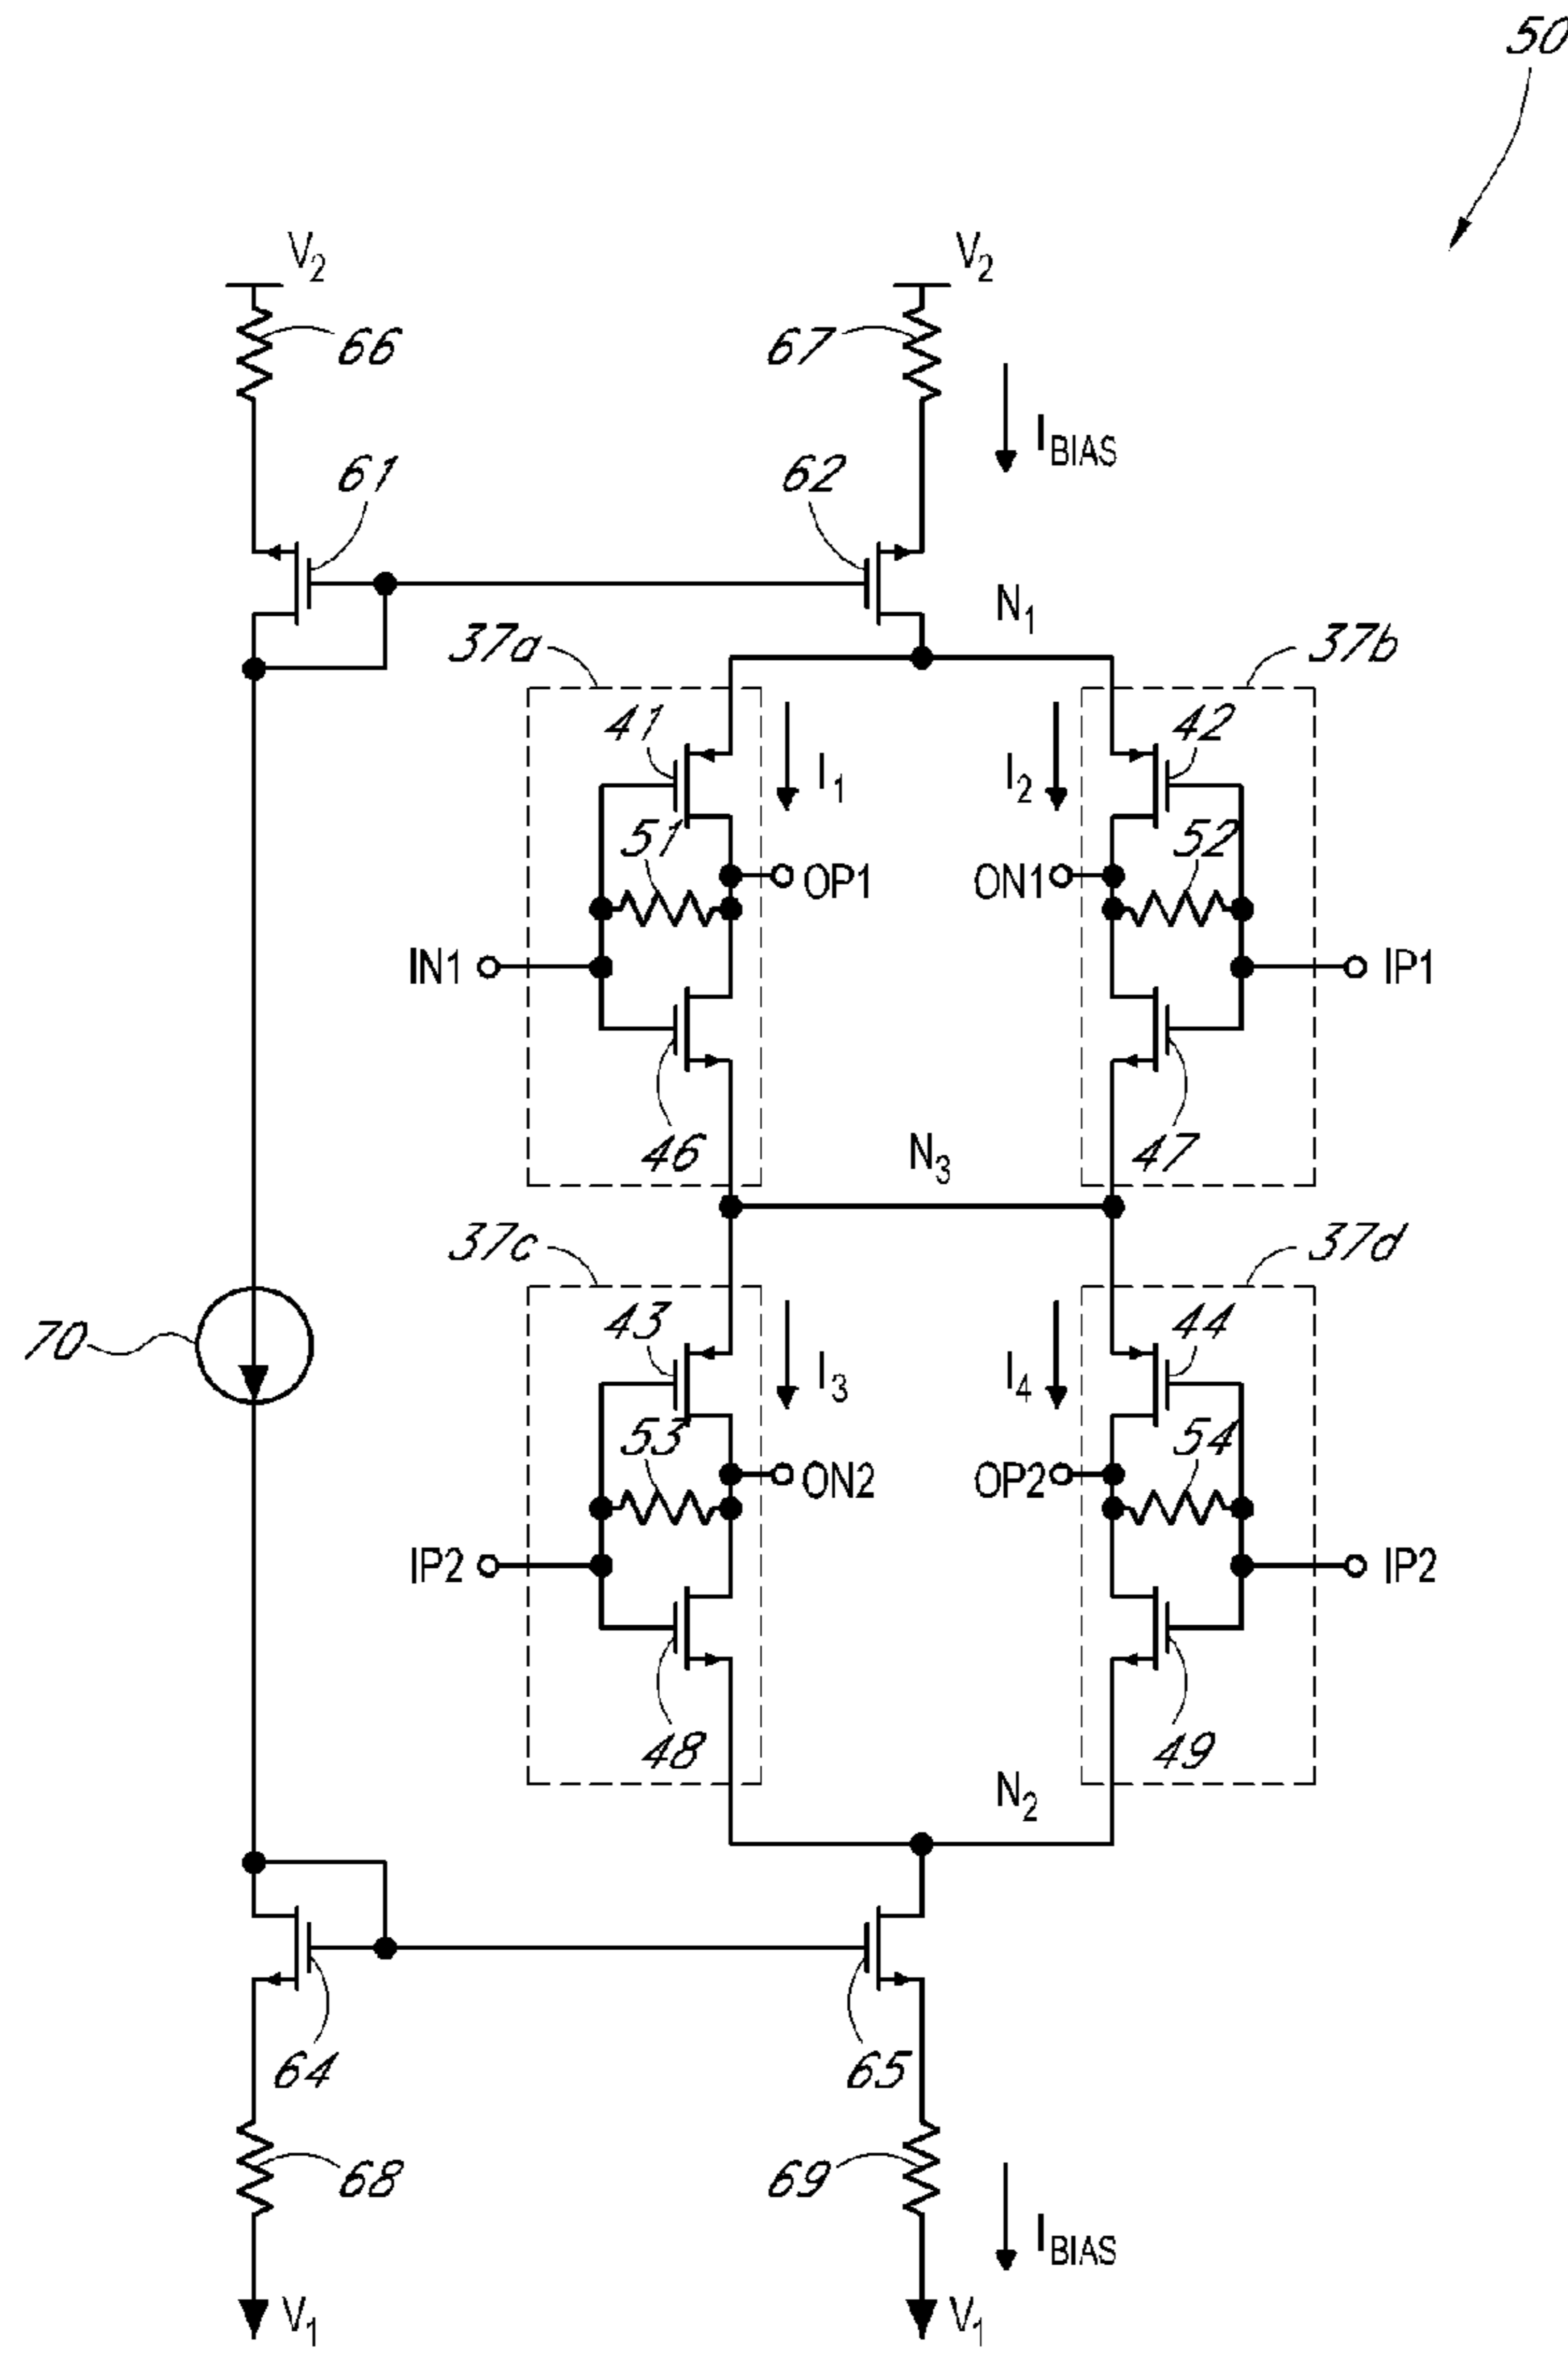 50
V2 V2
66 67
IBIAS
61 62
N1
37a 37b
41 42
I1 I2
51 52
OP1 ON1
IN1 IP1
46 47
N3
37c 37d
43 44
70
I3 I4
53 54
ON2 OP2
IP2 IP2
48 49
N2
64 65
68 69
IBIAS
V1 V1